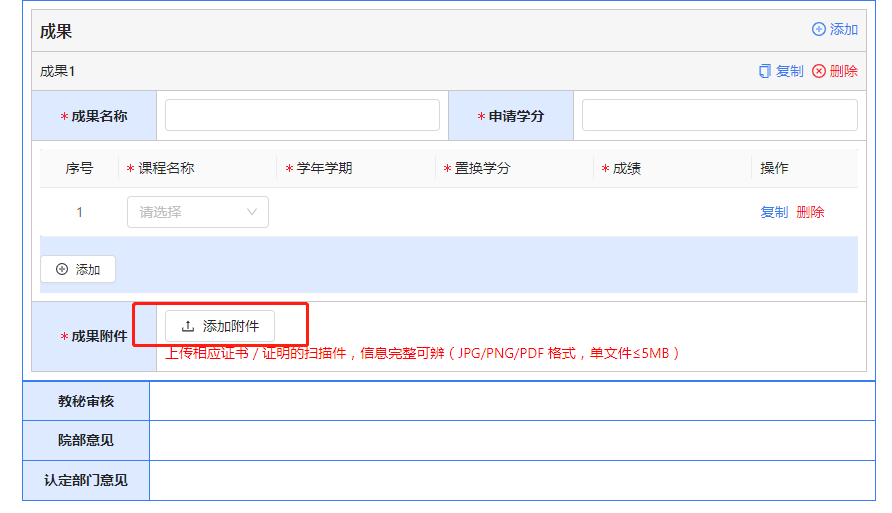 成果 添加
成果1 复制 删除
*成果名称 *申请学分
序号 *课程名称 *学年学期 *置换学分 *成绩 操作
1 请选择 复制 删除
添加
*成果附件 添加附件
上传相应证书 / 证明的扫描件，信息完整可辨（JPG/PNG/PDF 格式，单文件≤5MB）
教秘审核
院部意见
认定部门意见